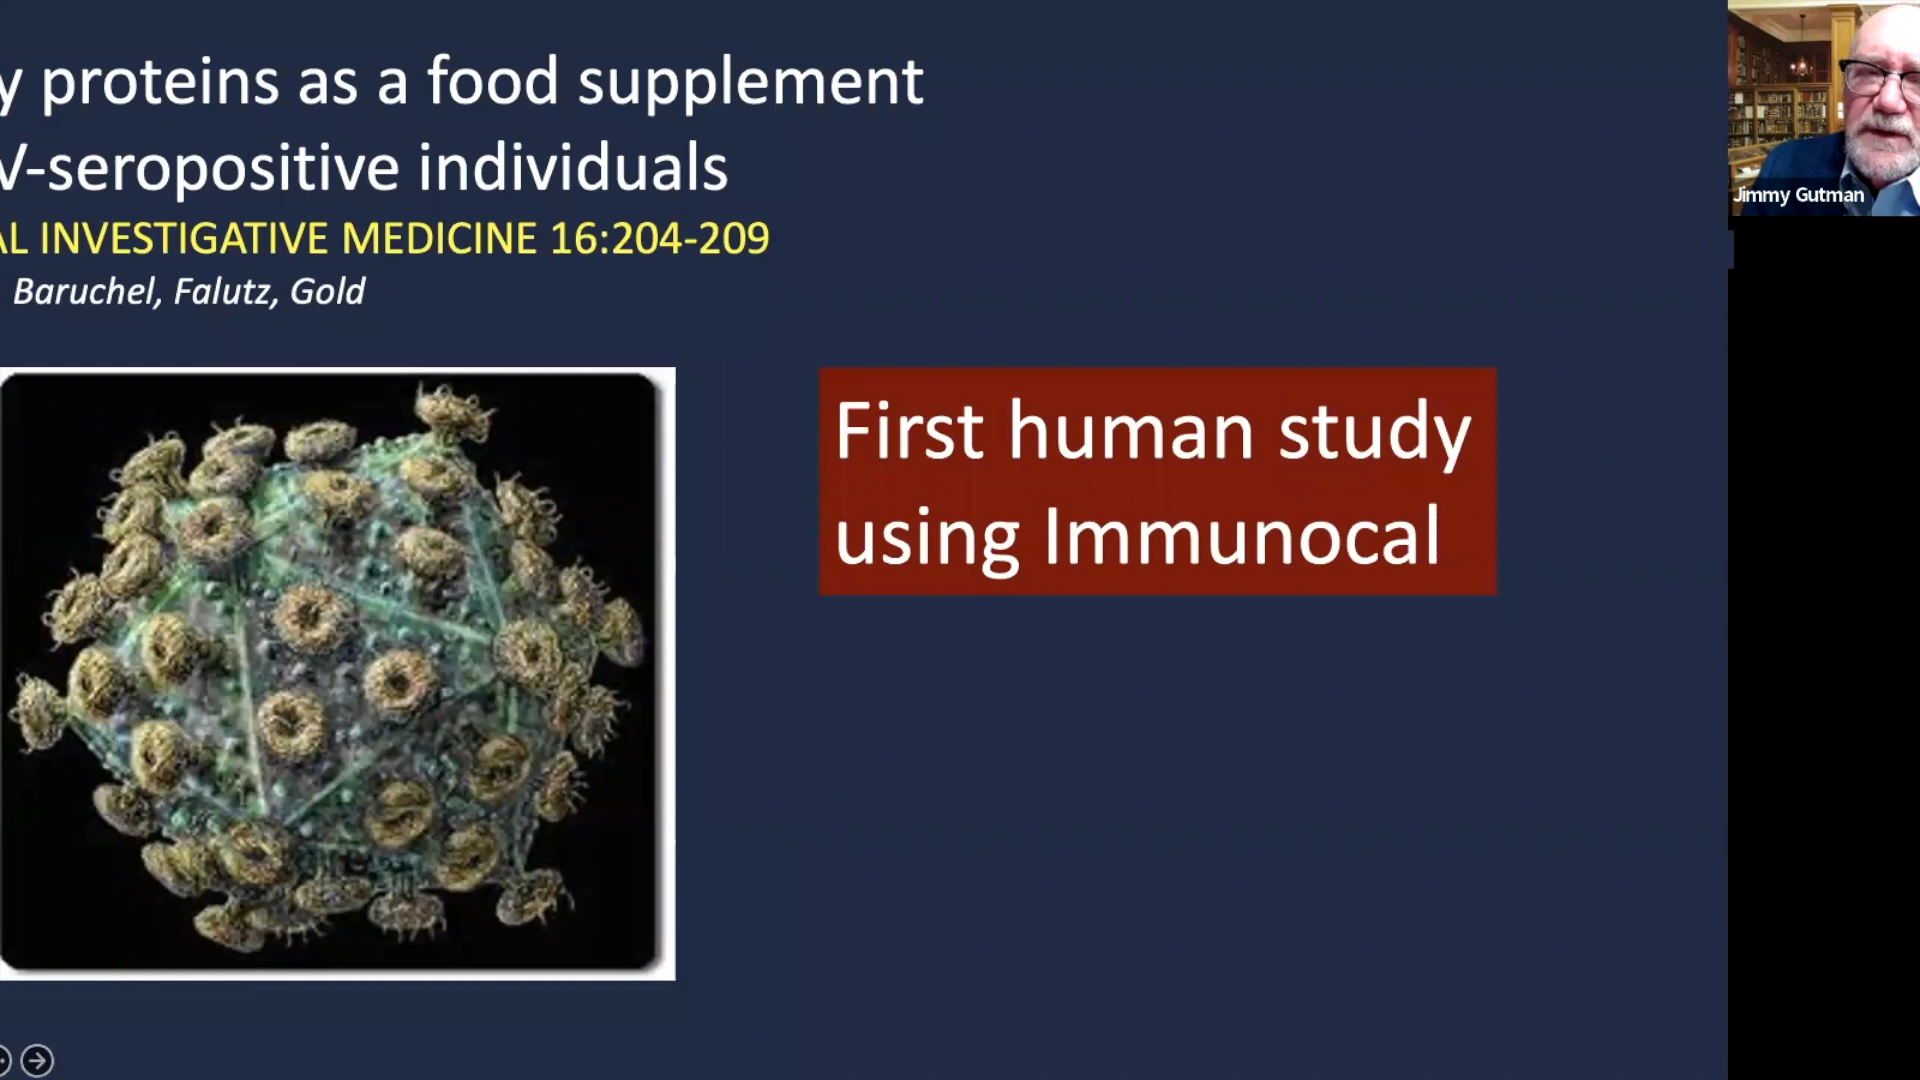 y proteins as a food supplement
V-seropositive individuals
AL INVESTIGATIVE MEDICINE 16:204-209
Baruchel, Falutz, Gold
First human study
using Immunocal
Jimmy Gutman